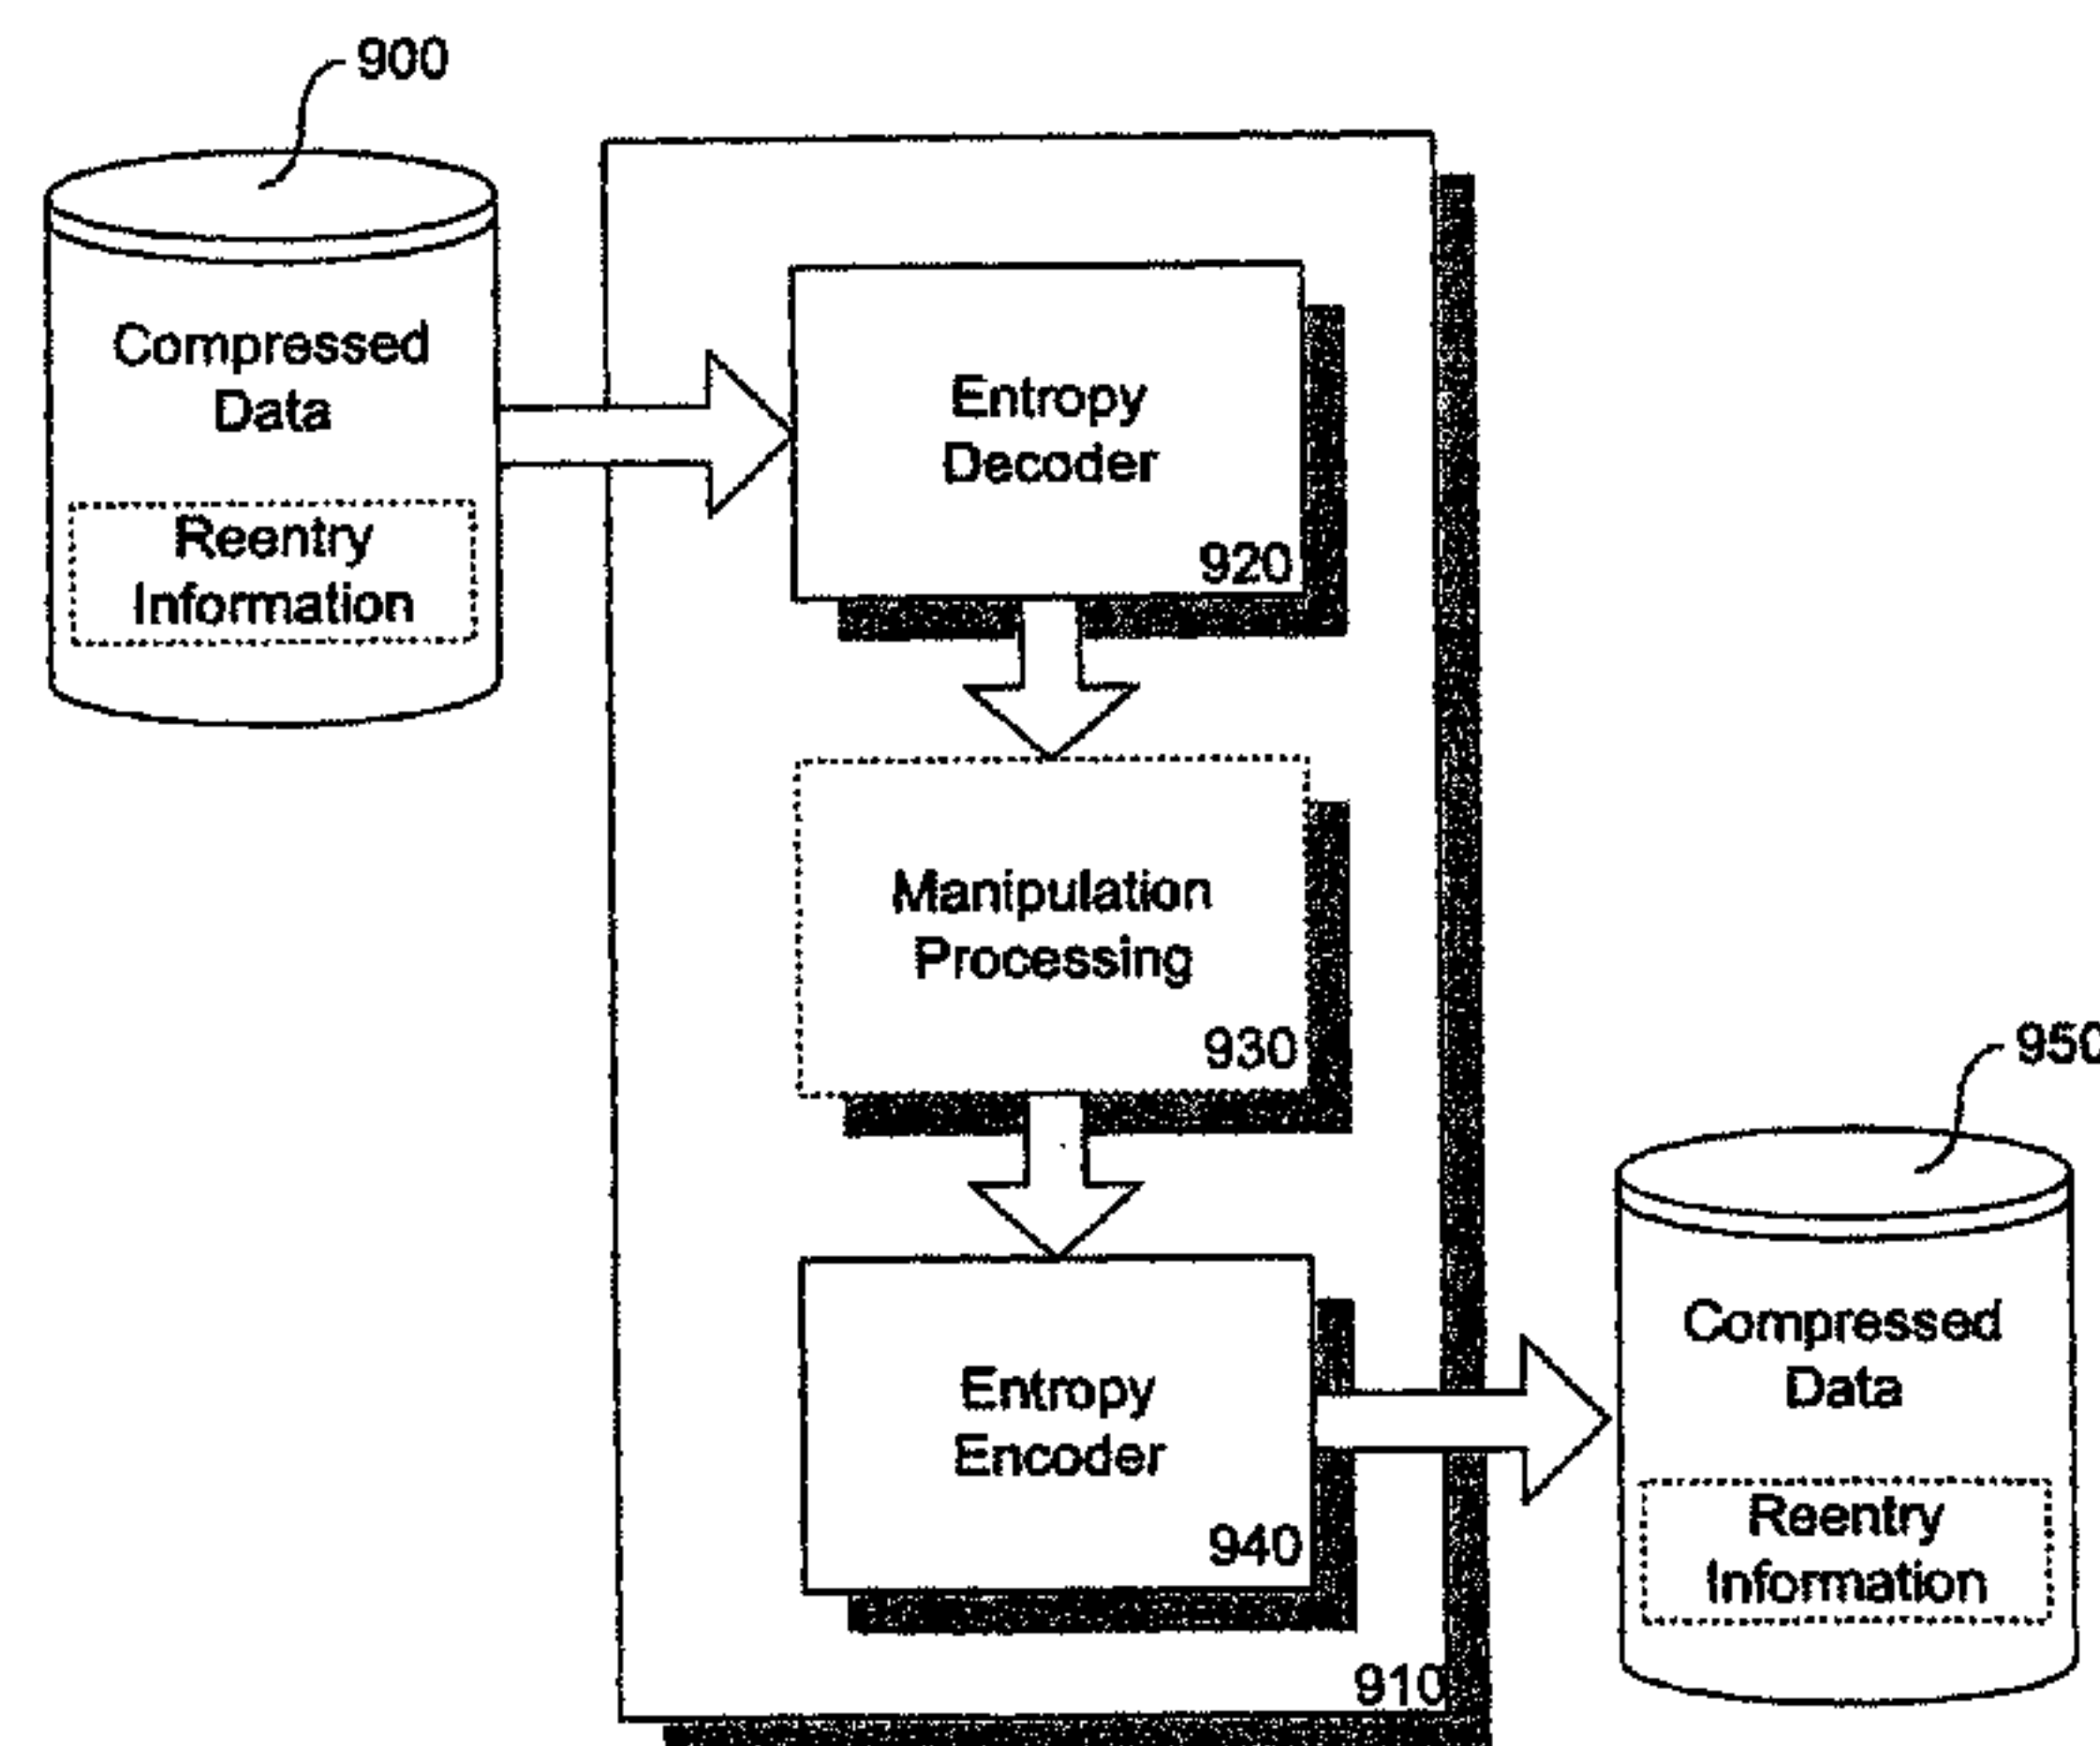 900
Compressed
Data
Reentry
Information
Entropy
Decoder
920
Manipulation
Processing
930
Entropy
Encoder
940
910
950
Compressed
Data
Reentry
Information